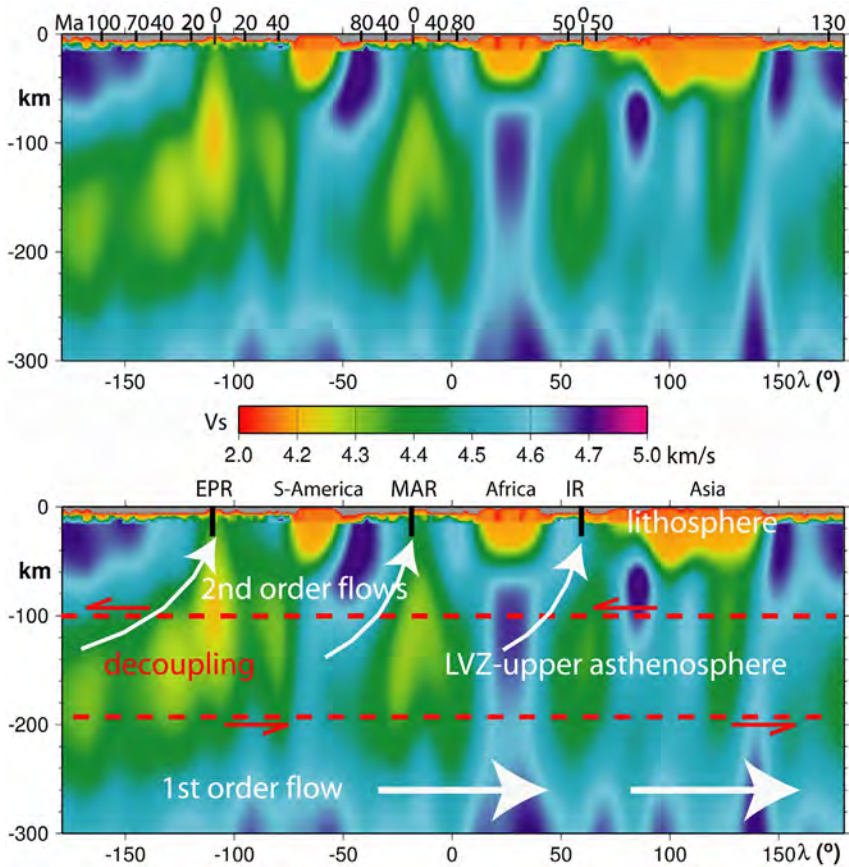 Ma 100 70 40 20 0 20 40 80 40 0 40 80 50 0 50 130
0
km
-100
-200
-300
-150 -100 -50 0 50 100 150 λ (º)
Vs
2.0 4.2 4.3 4.4 4.5 4.6 4.7 5.0 km/s
EPR S-America MAR Africa IR Asia
0
lithosphere
km
2nd order flows
-100
decoupling
LVZ-upper asthenosphere
-200
1st order flow
-300
-150 -100 -50 0 50 100 150 λ (º)